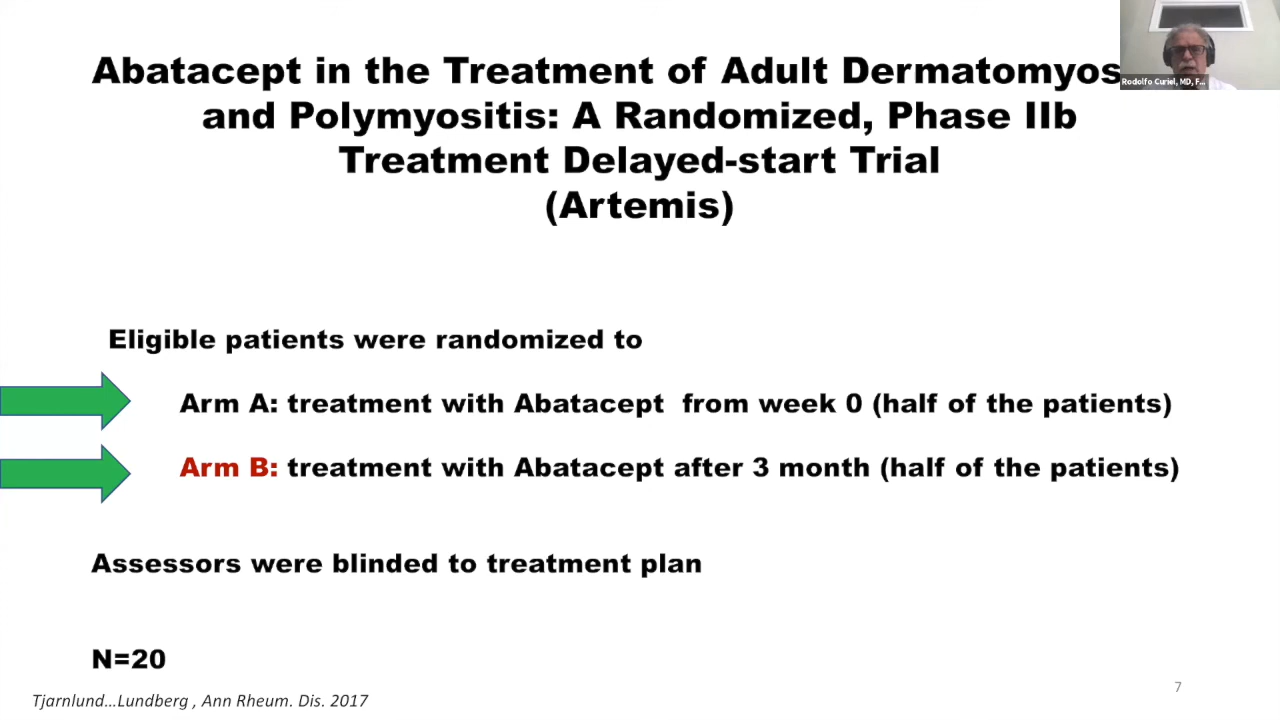 Abatacept in the Treatment of Adult Dermatomyos
and Polymyositis: A Randomized, Phase IIb
Treatment Delayed-start Trial
(Artemis)
Rodolfo Curiel, MD, F...
Eligible patients were randomized to
Arm A: treatment with Abatacept from week 0 (half of the patients)
Arm B: treatment with Abatacept after 3 month (half of the patients)
Assessors were blinded to treatment plan
N=20
Tjarnlund...Lundberg , Ann Rheum. Dis. 2017
7